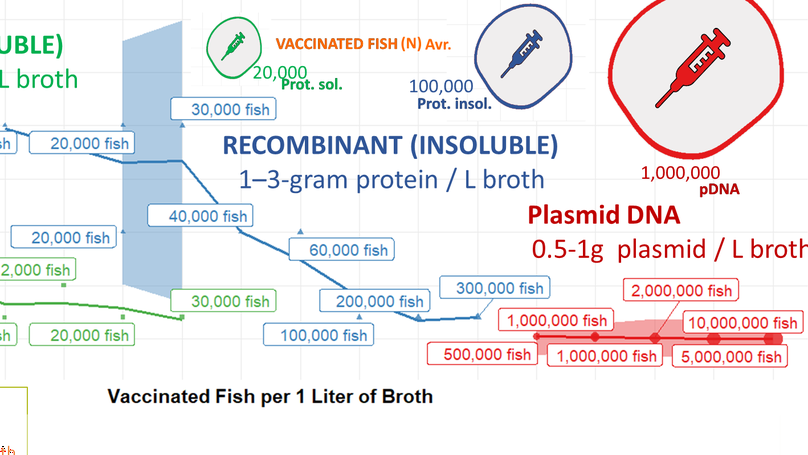 UBLE)
L broth
VACCINATED FISH (N) Avr.
20,000
Prot. sol.
100,000
Prot. insol.
1,000,000
pDNA
30,000 fish
sh
20,000 fish
RECOMBINANT (INSOLUBLE)
1–3-gram protein / L broth
Plasmid DNA
0.5-1g plasmid / L broth
40,000 fish
20,000 fish
60,000 fish
2,000 fish
30,000 fish
200,000 fish
300,000 fish
2,000,000 fish
sh
20,000 fish
100,000 fish
1,000,000 fish
10,000,000 fish
500,000 fish
1,000,000 fish
5,000,000 fish
Vaccinated Fish per 1 Liter of Broth